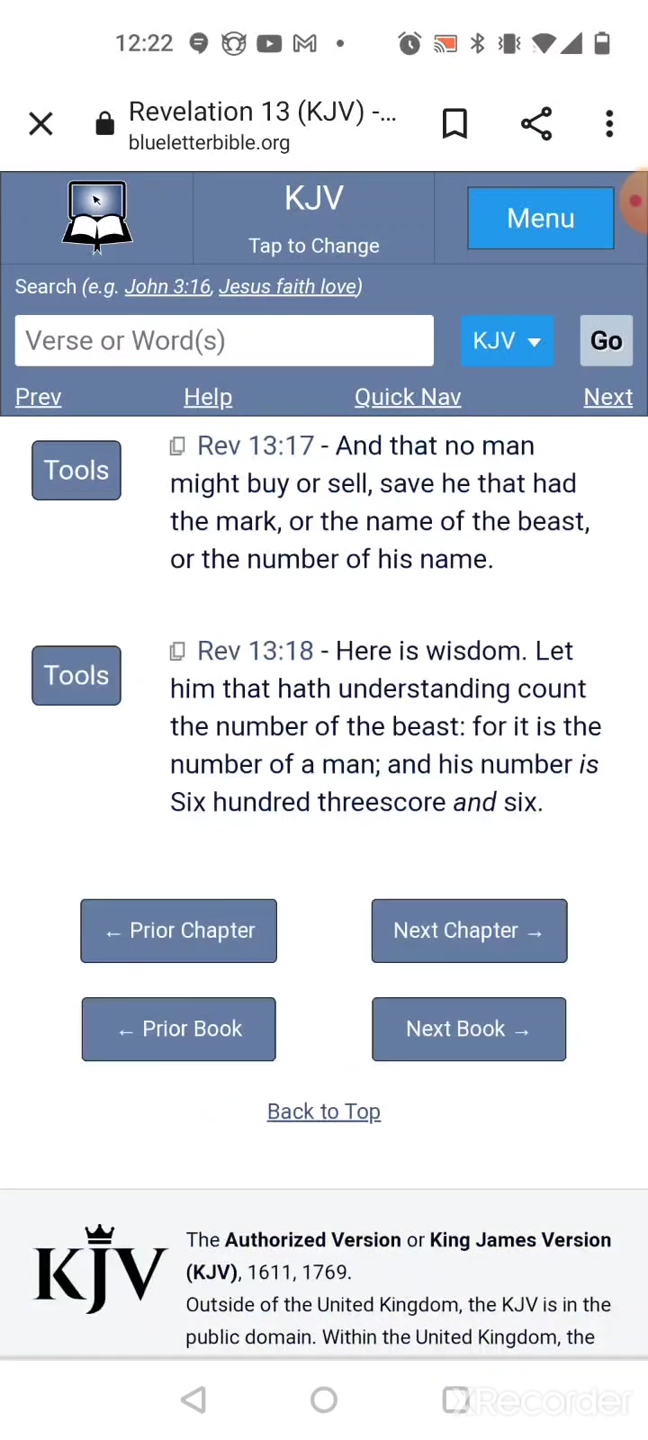 12:22
Revelation 13 (KJV) -...
blueletterbible.org
KJV
Tap to Change
Menu
Search (e.g. John 3:16, Jesus faith love)
Verse or Word(s)
KJV
Go
Prev
Help
Quick Nav
Next
Tools
Rev 13:17 - And that no man
might buy or sell, save he that had
the mark, or the name of the beast,
or the number of his name.
Tools
Rev 13:18 - Here is wisdom. Let
him that hath understanding count
the number of the beast: for it is the
number of a man; and his number is
Six hundred threescore and six.
← Prior Chapter
Next Chapter →
← Prior Book
Next Book →
Back to Top
KJV
The Authorized Version or King James Version
(KJV), 1611, 1769.
Outside of the United Kingdom, the KJV is in the
public domain. Within the United Kingdom, the
XRecorder